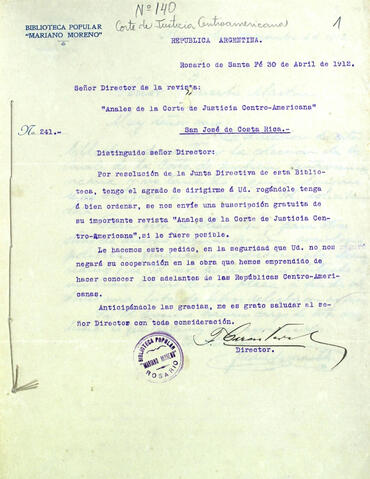 Nº 140
Corte de Justicia Centroamericana
1
BIBLIOTECA POPULAR
"MARIANO MORENO"
REPUBLICA ARGENTINA.
Rosario de Santa Fé 30 de Abril de 1912.
Señor Director de la revista:
"Anales de la Corte de Justicia Centro-Americana"
Nº. 241.-
San José de Costa Rica.-
Distinguido señor Director:
Por resolución de la Junta Directiva de esta Biblio-
teca, tengo el agrado de dirigirme á Ud. rogándole tenga
á bien ordenar, se nos envíe una Suscripción gratuita de
su importante revista "Anales de la Corte de Justicia Cen-
tro-Americana", si le fuere posible.
Le hacemos este pedido, en la seguridad que Ud. no nos
negará su cooperación en la obra que hemos emprendido de
hacer conocer los adelantos de las Repúblicas Centro-Ameri-
canas.
Anticipándole las gracias, me es grato saludar al se-
ñor Director con toda consideración.
Director.
BIBLIOTECA POPULAR
"MARIANO MORENO"
ROSARIO